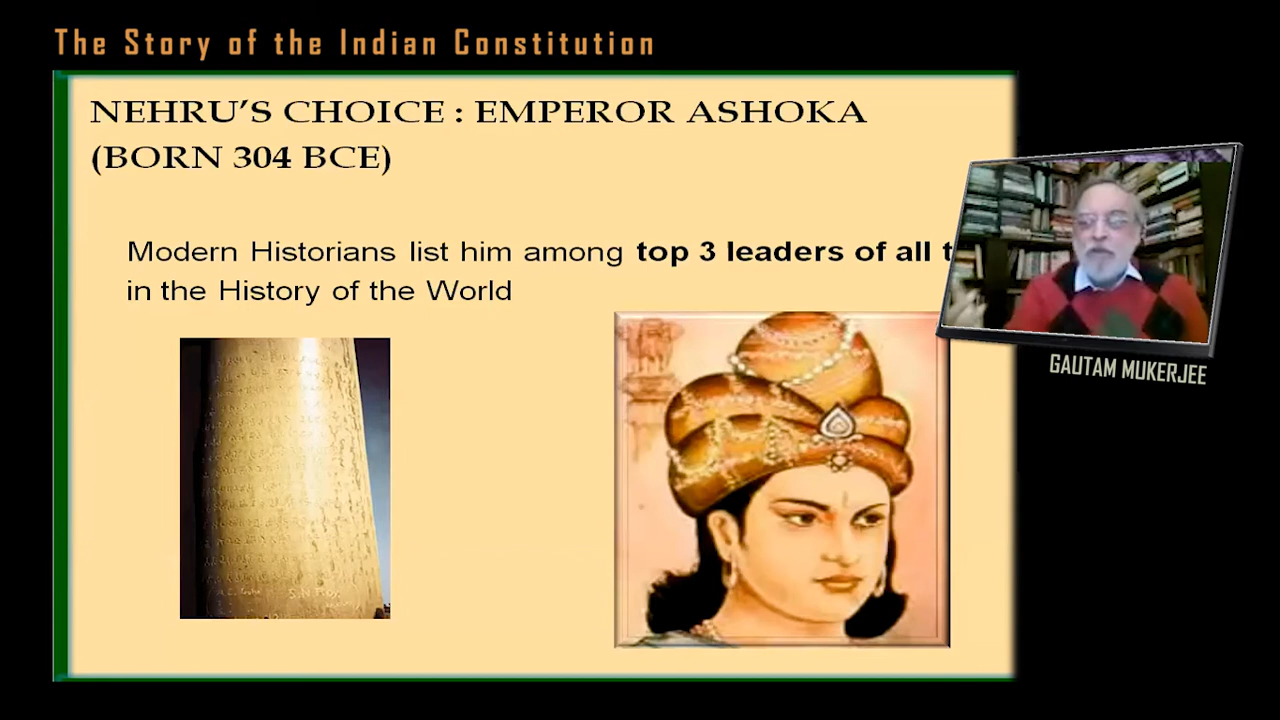 The Story of the Indian Constitution
NEHRU'S CHOICE : EMPEROR ASHOKA
(BORN 304 BCE)
Modern Historians list him among top 3 leaders of all
in the History of the World
GAUTAM MUKERJEE